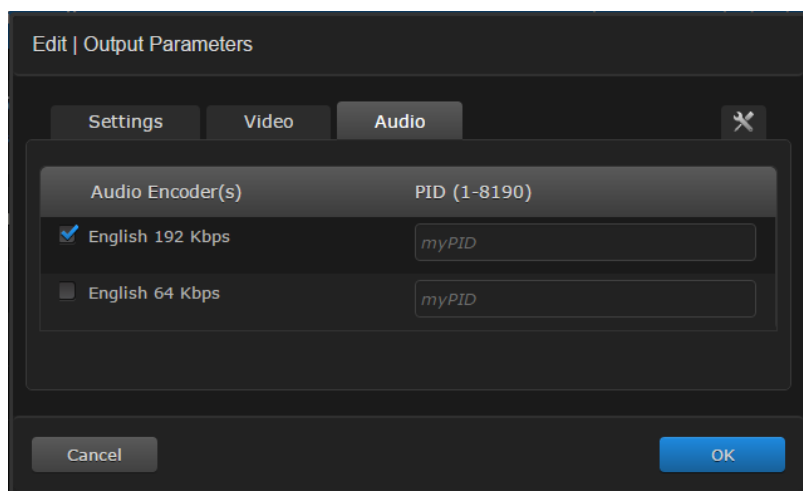 Edit | Output Parameters
Settings Video Audio
Audio Encoder(s) PID (1-8190)
English 192 Kbps myPID
English 64 Kbps myPID
Cancel OK